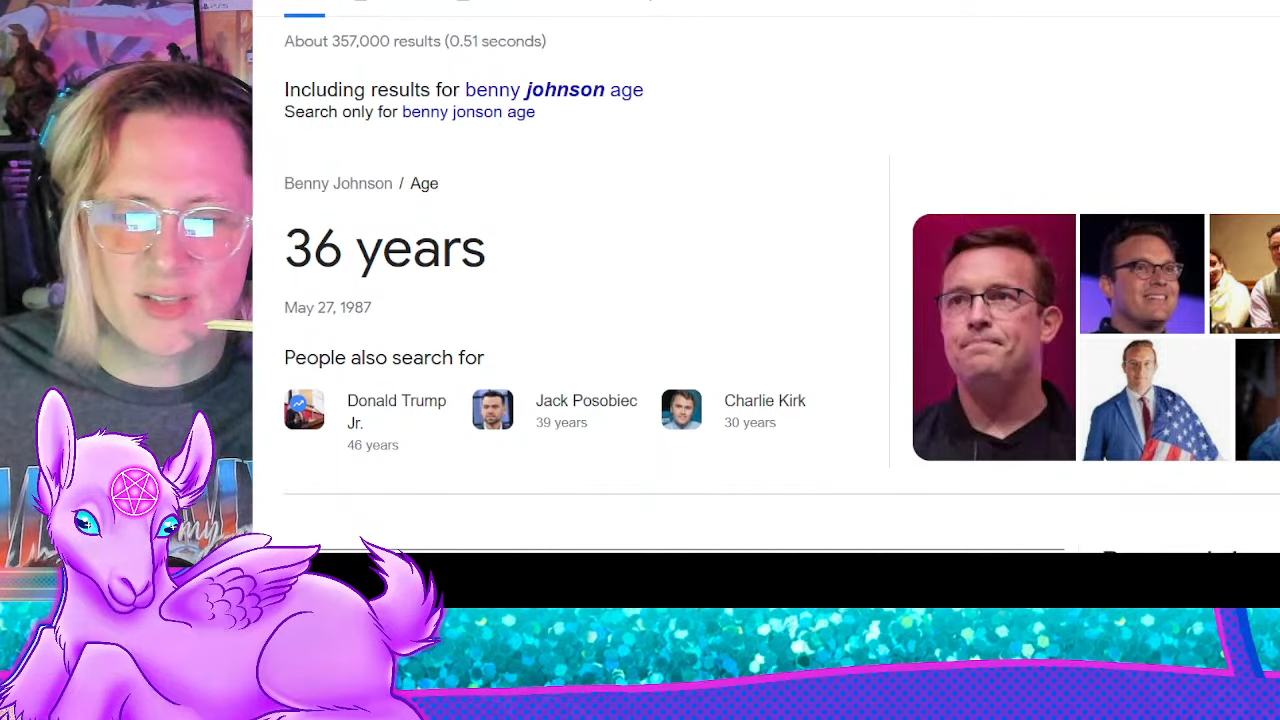 About 357,000 results (0.51 seconds)
Including results for benny johnson age
Search only for benny jonson age
Benny Johnson / Age
36 years
May 27, 1987
People also search for
Donald Trump Jr.
46 years
Jack Posobiec
39 years
Charlie Kirk
30 years
my